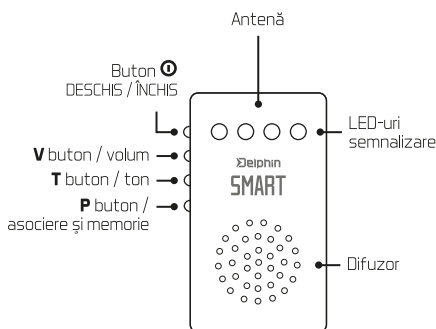 Antenă
Buton
DESCHIS / ÎNCHIS
LED-uri
semnalizare
V buton / volum
T buton / ton
P buton /
asociere și memorie
Delphin
SMART
Difuzor